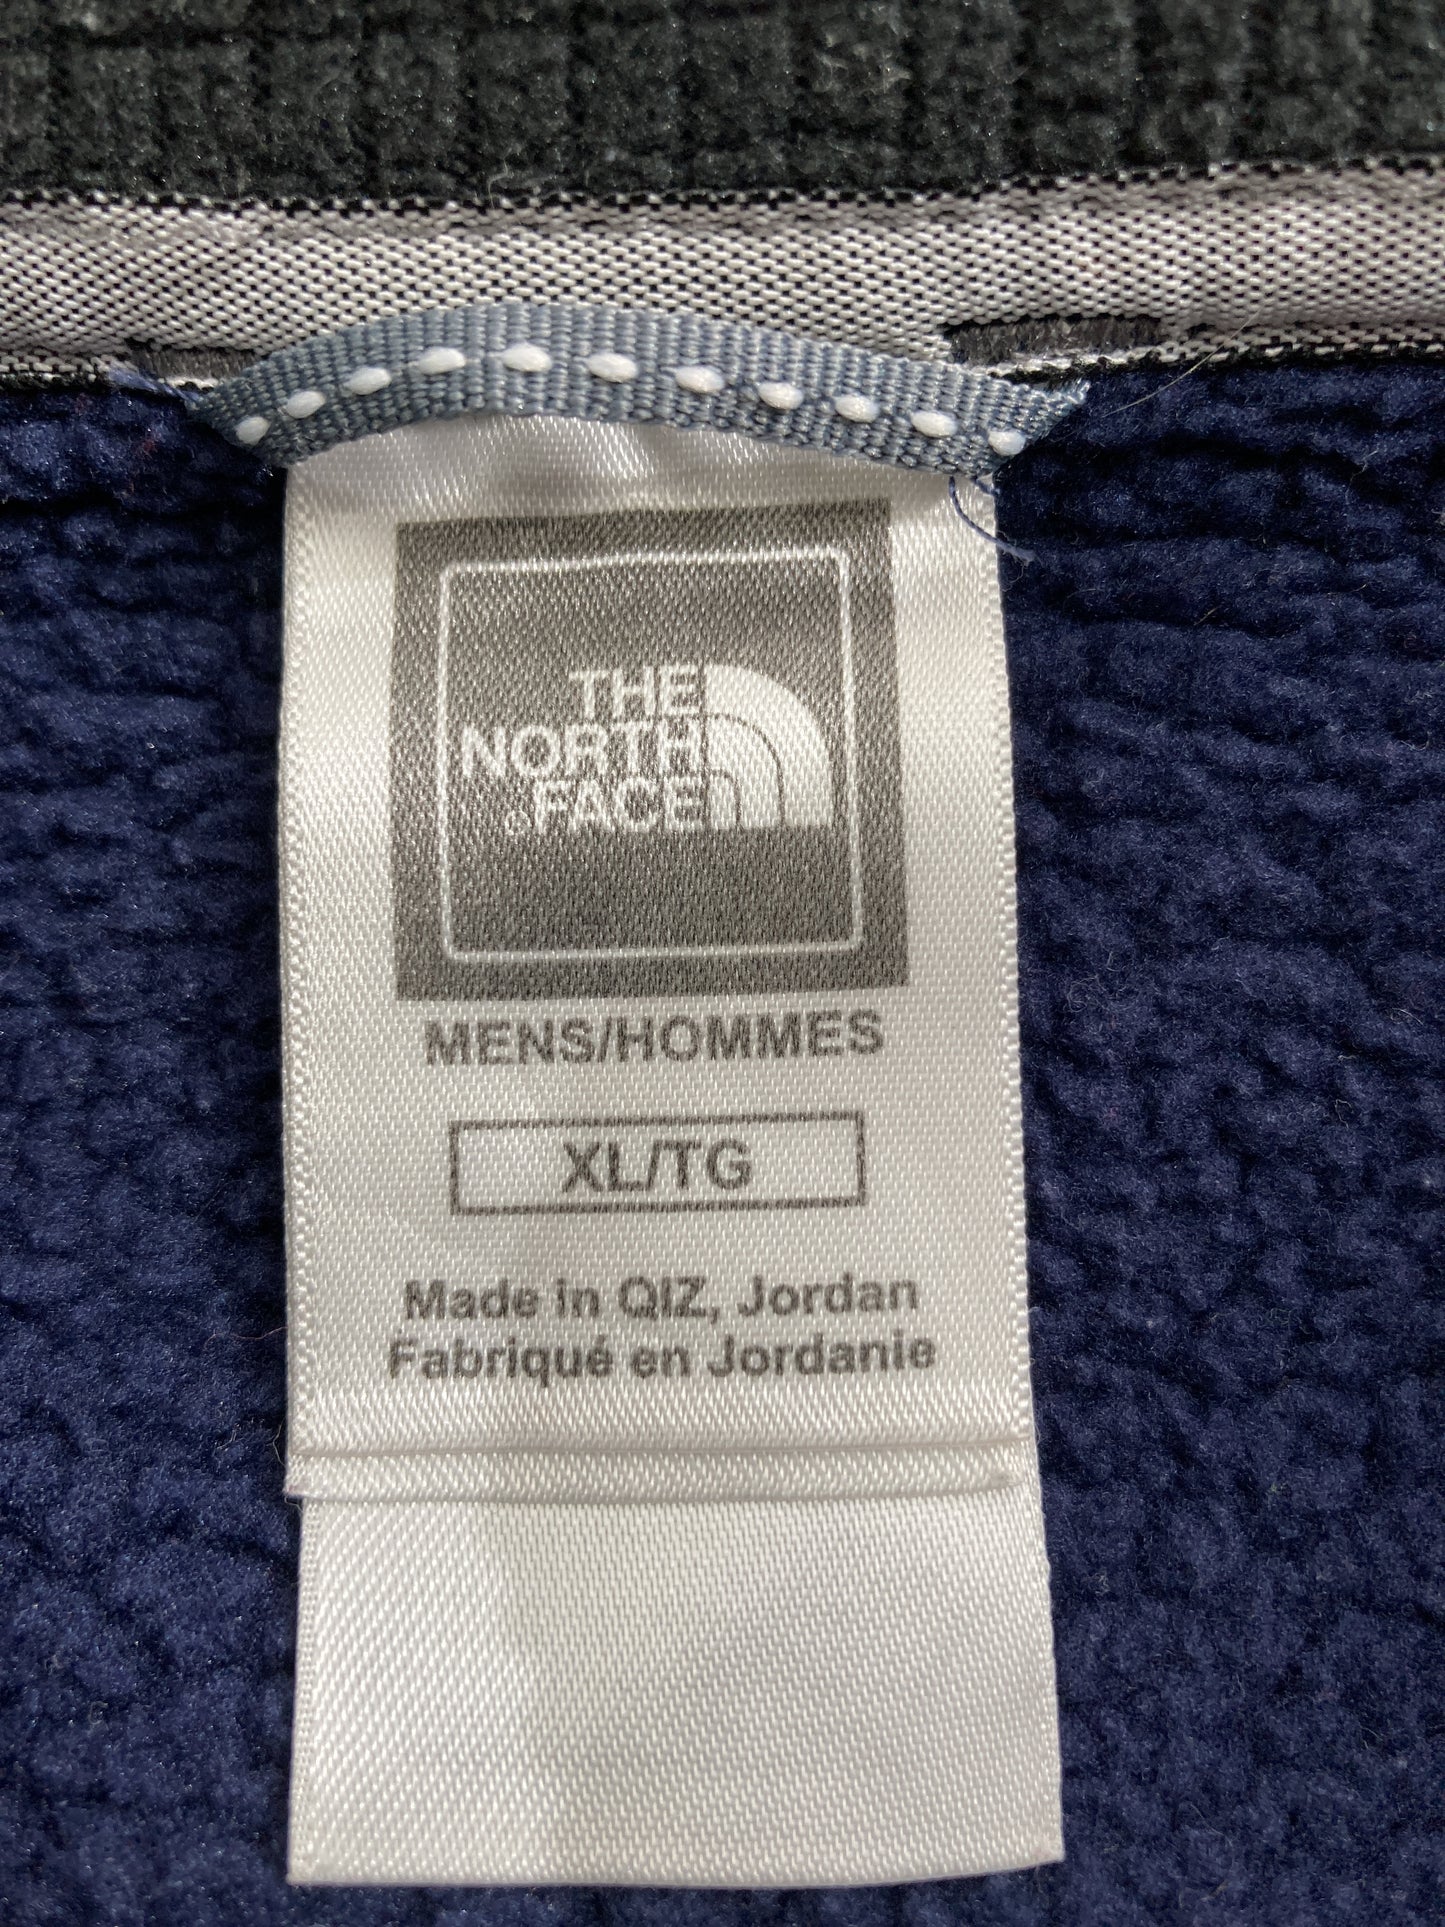 THE
NORTH
FACE
MENS/HOMMES
XL/TG
Made in QIZ, Jordan
Fabriqué en Jordanie